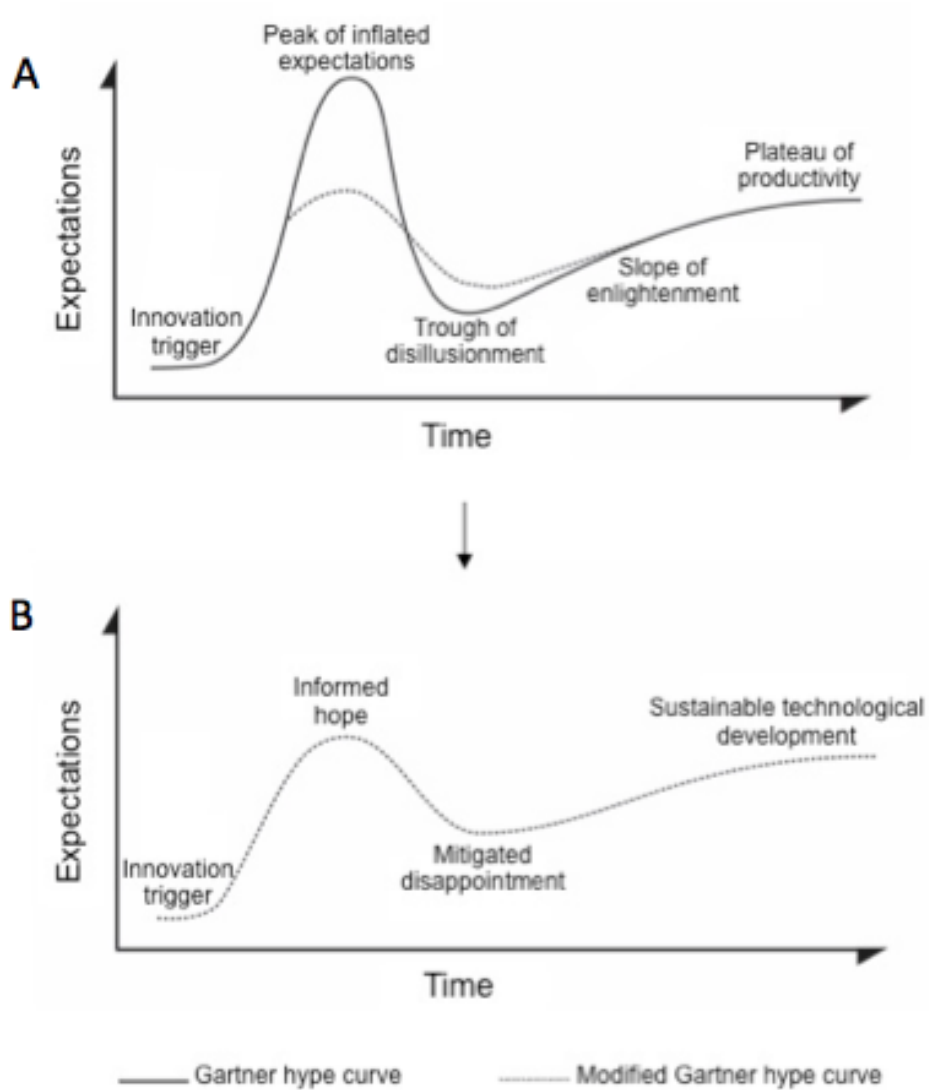 A
Peak of inflated
expectations
Expectations
Plateau of
productivity
Innovation
trigger
Slope of
enlightenment
Trough of
disillusionment
Time
B
Informed
hope
Expectations
Sustainable technological
development
Mitigated
disappointment
Innovation
trigger
Time
Gartner hype curve
Modified Gartner hype curve